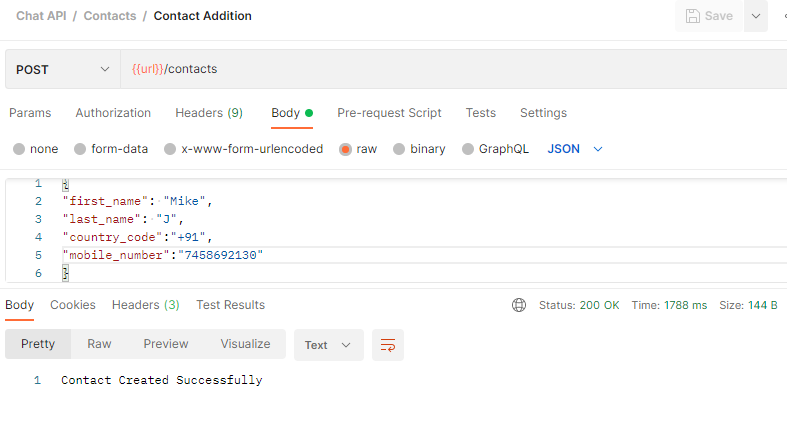 Chat API / Contacts / Contact Addition
Save
POST
{{url}}/contacts
Params Authorization Headers (9) Body Pre-request Script Tests Settings
none form-data x-www-form-urlencoded raw binary GraphQL JSON
1 {
2 "first_name": "Mike",
3 "last_name": "J",
4 "country_code":"+91",
5 "mobile_number":"7458692130"
6 }
Body Cookies Headers (3) Test Results Status: 200 OK Time: 1788 ms Size: 144 B
Pretty Raw Preview Visualize Text
1 Contact Created Successfully